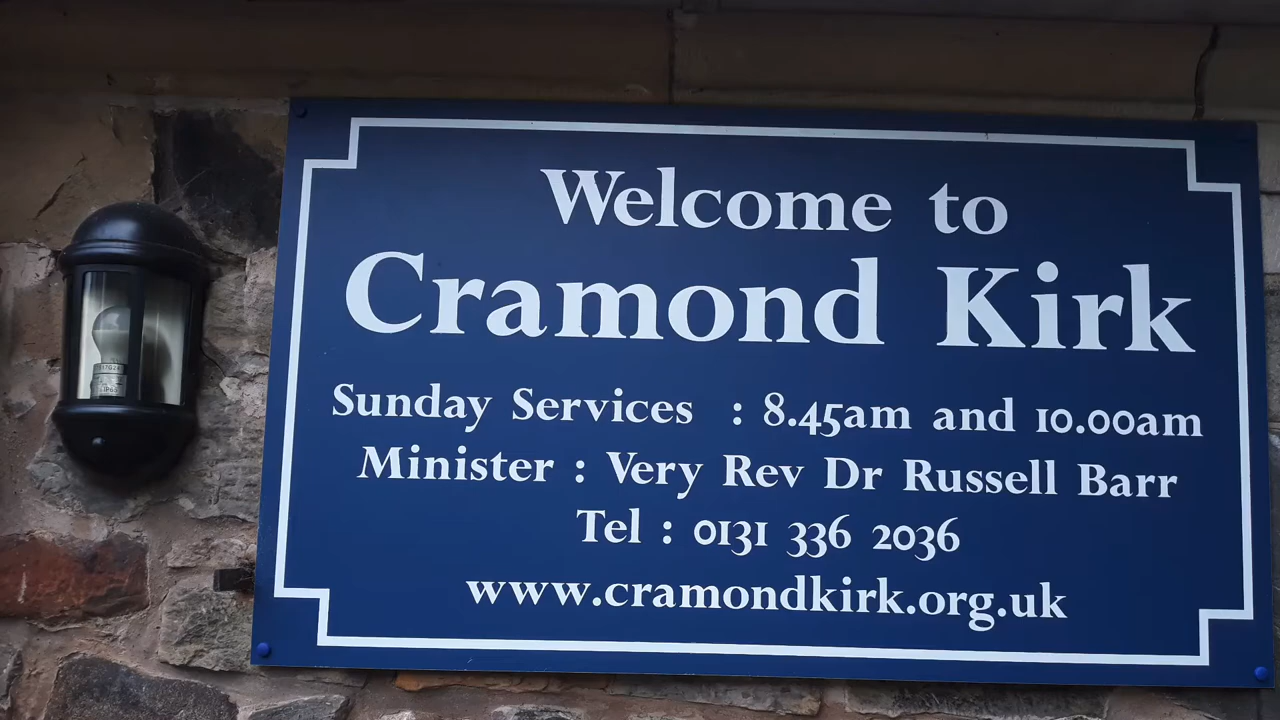 Welcome to
Cramond Kirk
Sunday Services : 8.45am and 10.00am
Minister : Very Rev Dr Russell Barr
Tel : 0131 336 2036
www.cramondkirk.org.uk